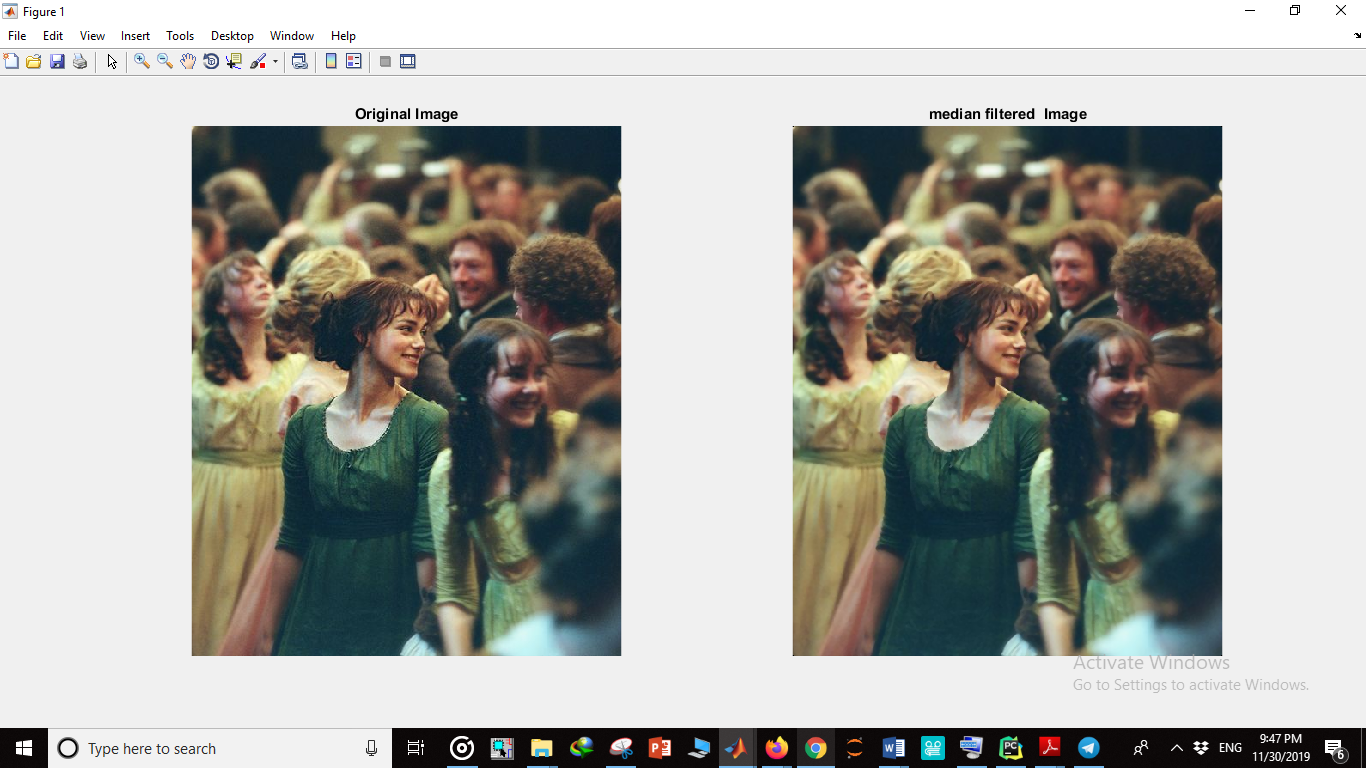 Figure 1
File Edit View Insert Tools Desktop Window Help
Original Image
median filtered  Image
Activate Windows
Go to Settings to activate Windows.
Type here to search
ENG
9:47 PM
11/30/2019
6